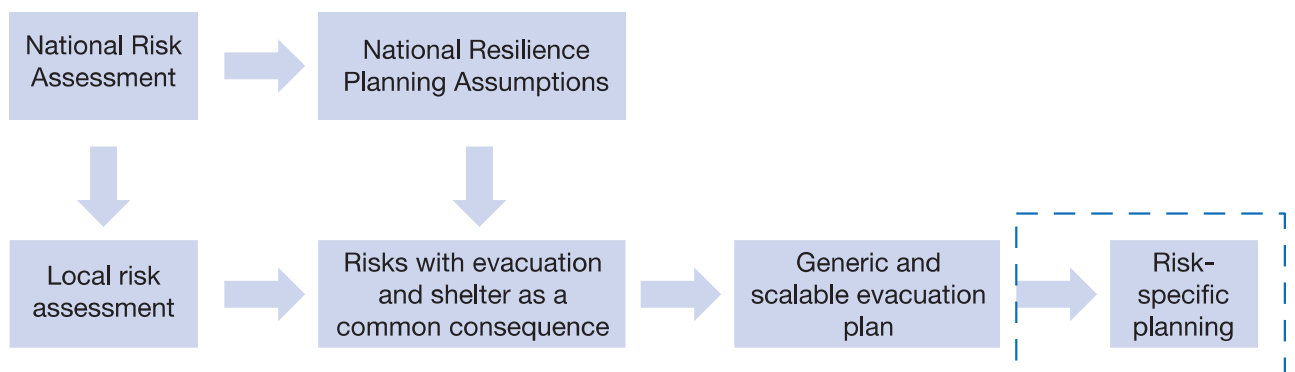 National Risk
Assessment
National Resilience
Planning Assumptions
Local risk
assessment
Risks with evacuation
and shelter as a
common consequence
Generic and
scalable evacuation
plan
Risk-
specific
planning